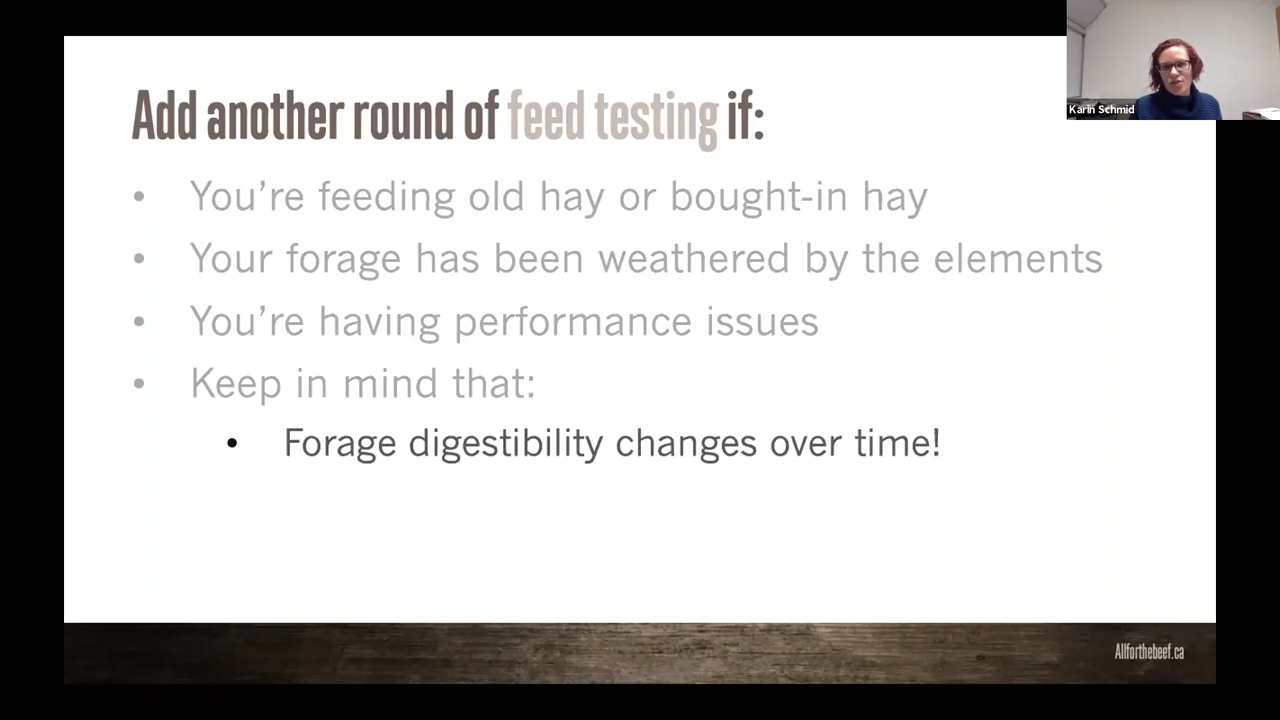 Karin Schmid
Add another round of feed testing if:
• You're feeding old hay or bought-in hay
• Your forage has been weathered by the elements
• You're having performance issues
• Keep in mind that:
• Forage digestibility changes over time!
Allforthebeef.ca